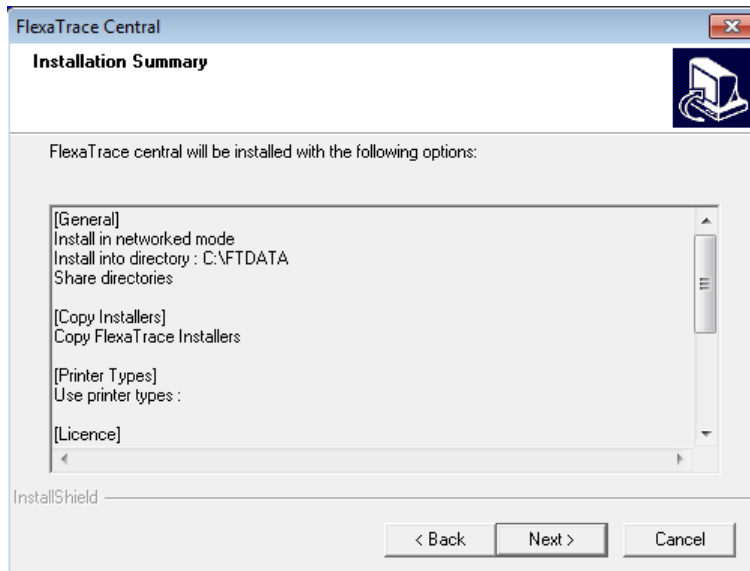 FlexaTrace Central
Installation Summary
FlexaTrace central will be installed with the following options:
[General]
Install in networked mode
Install into directory : C:\FTDATA
Share directories
[Copy Installers]
Copy FlexaTrace Installers
[Printer Types]
Use printer types :
[Licence]
InstallShield
< Back Next > Cancel